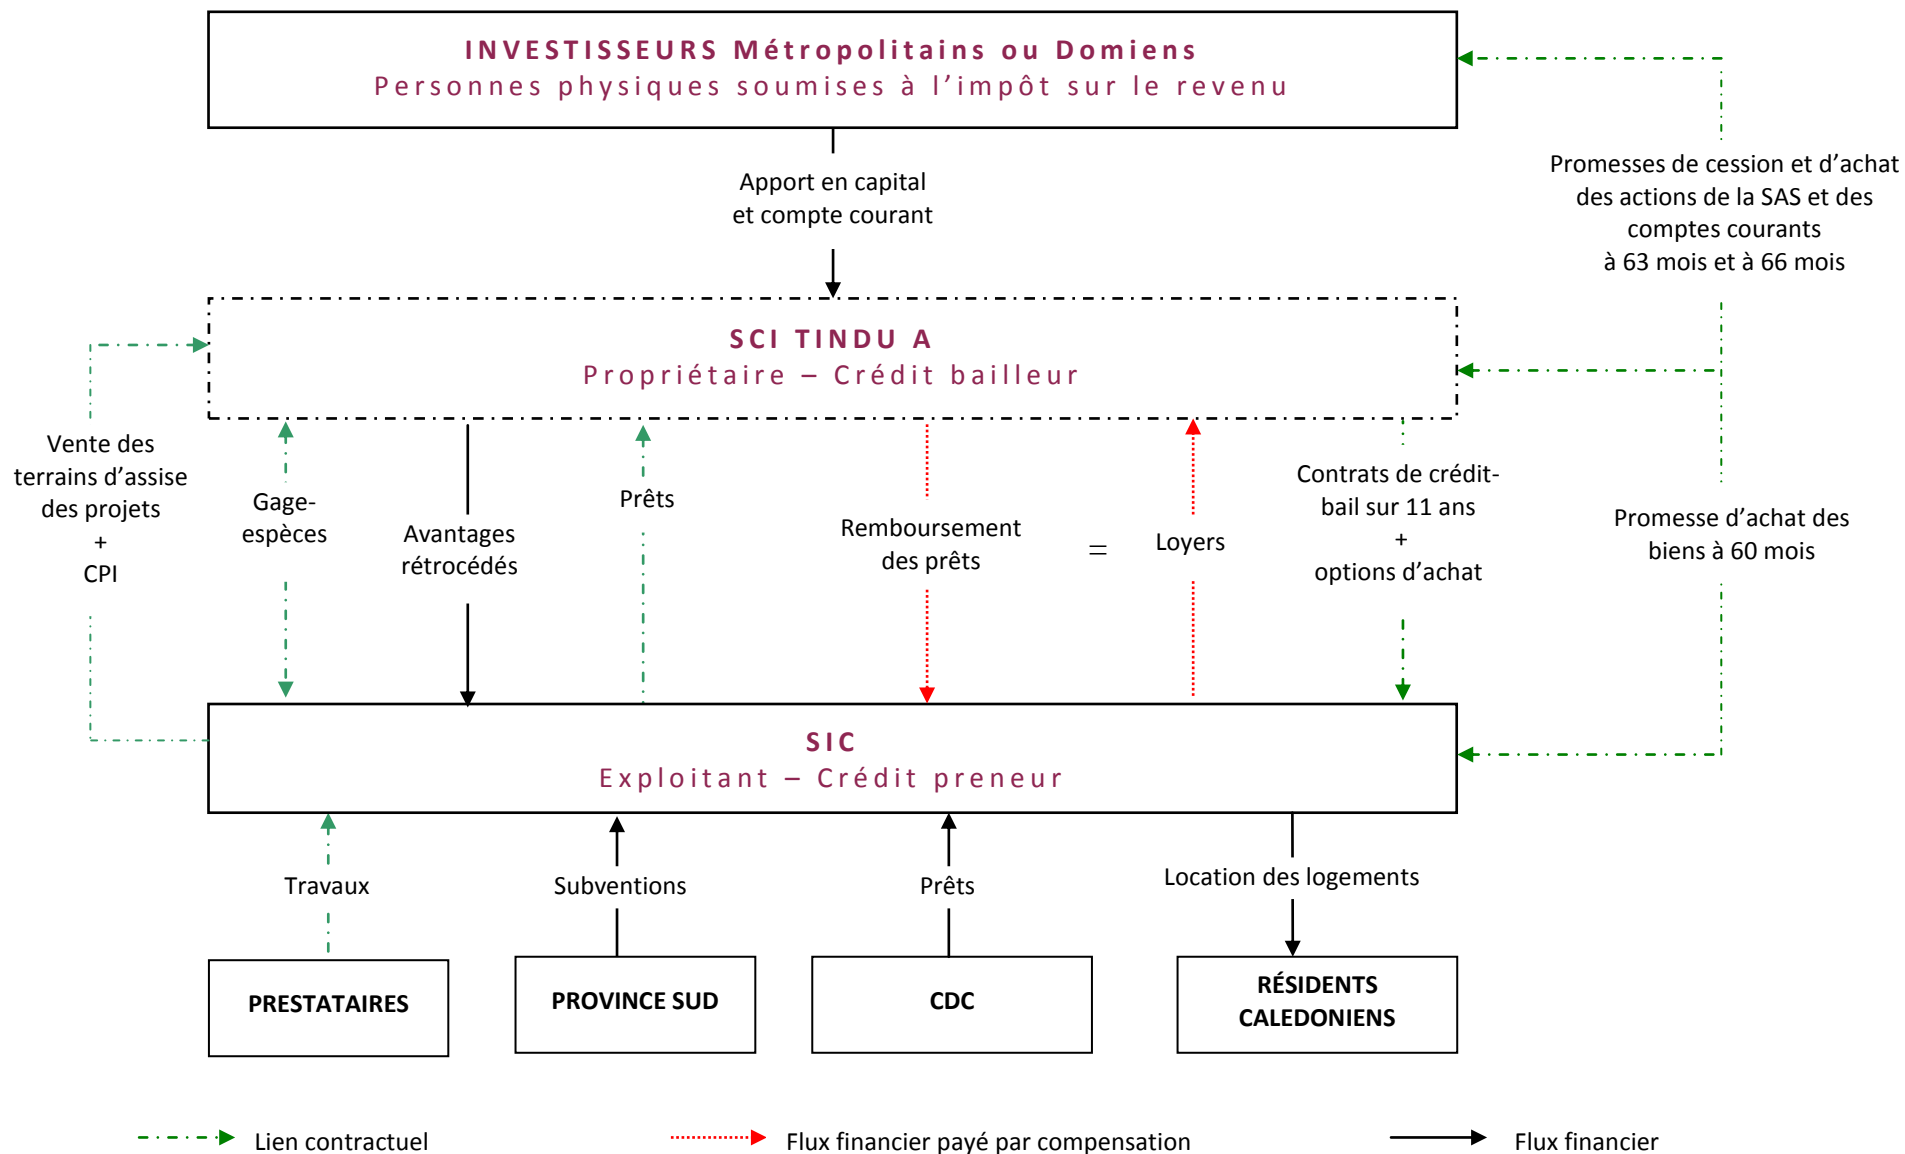 INVESTISSEURS Métropolitains ou Domiens
Personnes physiques soumises à l’impôt sur le revenu
Apport en capital
et compte courant
Promesses de cession et d’achat
des actions de la SAS et des
comptes courants
à 63 mois et à 66 mois
SCI TINDU A
Propriétaire – Crédit bailleur
Vente des
terrains d’assise
des projets
+
CPI
Gage-
espèces
Avantages
rétrocédés
Prêts
Remboursement
des prêts
=
Loyers
Contrats de crédit-
bail sur 11 ans
+
options d’achat
Promesse d’achat des
biens à 60 mois
SIC
Exploitant – Crédit preneur
Travaux
Subventions
Prêts
Location des logements
PRESTATAIRES
PROVINCE SUD
CDC
RÉSIDENTS
CALEDONIENS
Lien contractuel
Flux financier payé par compensation
Flux financier